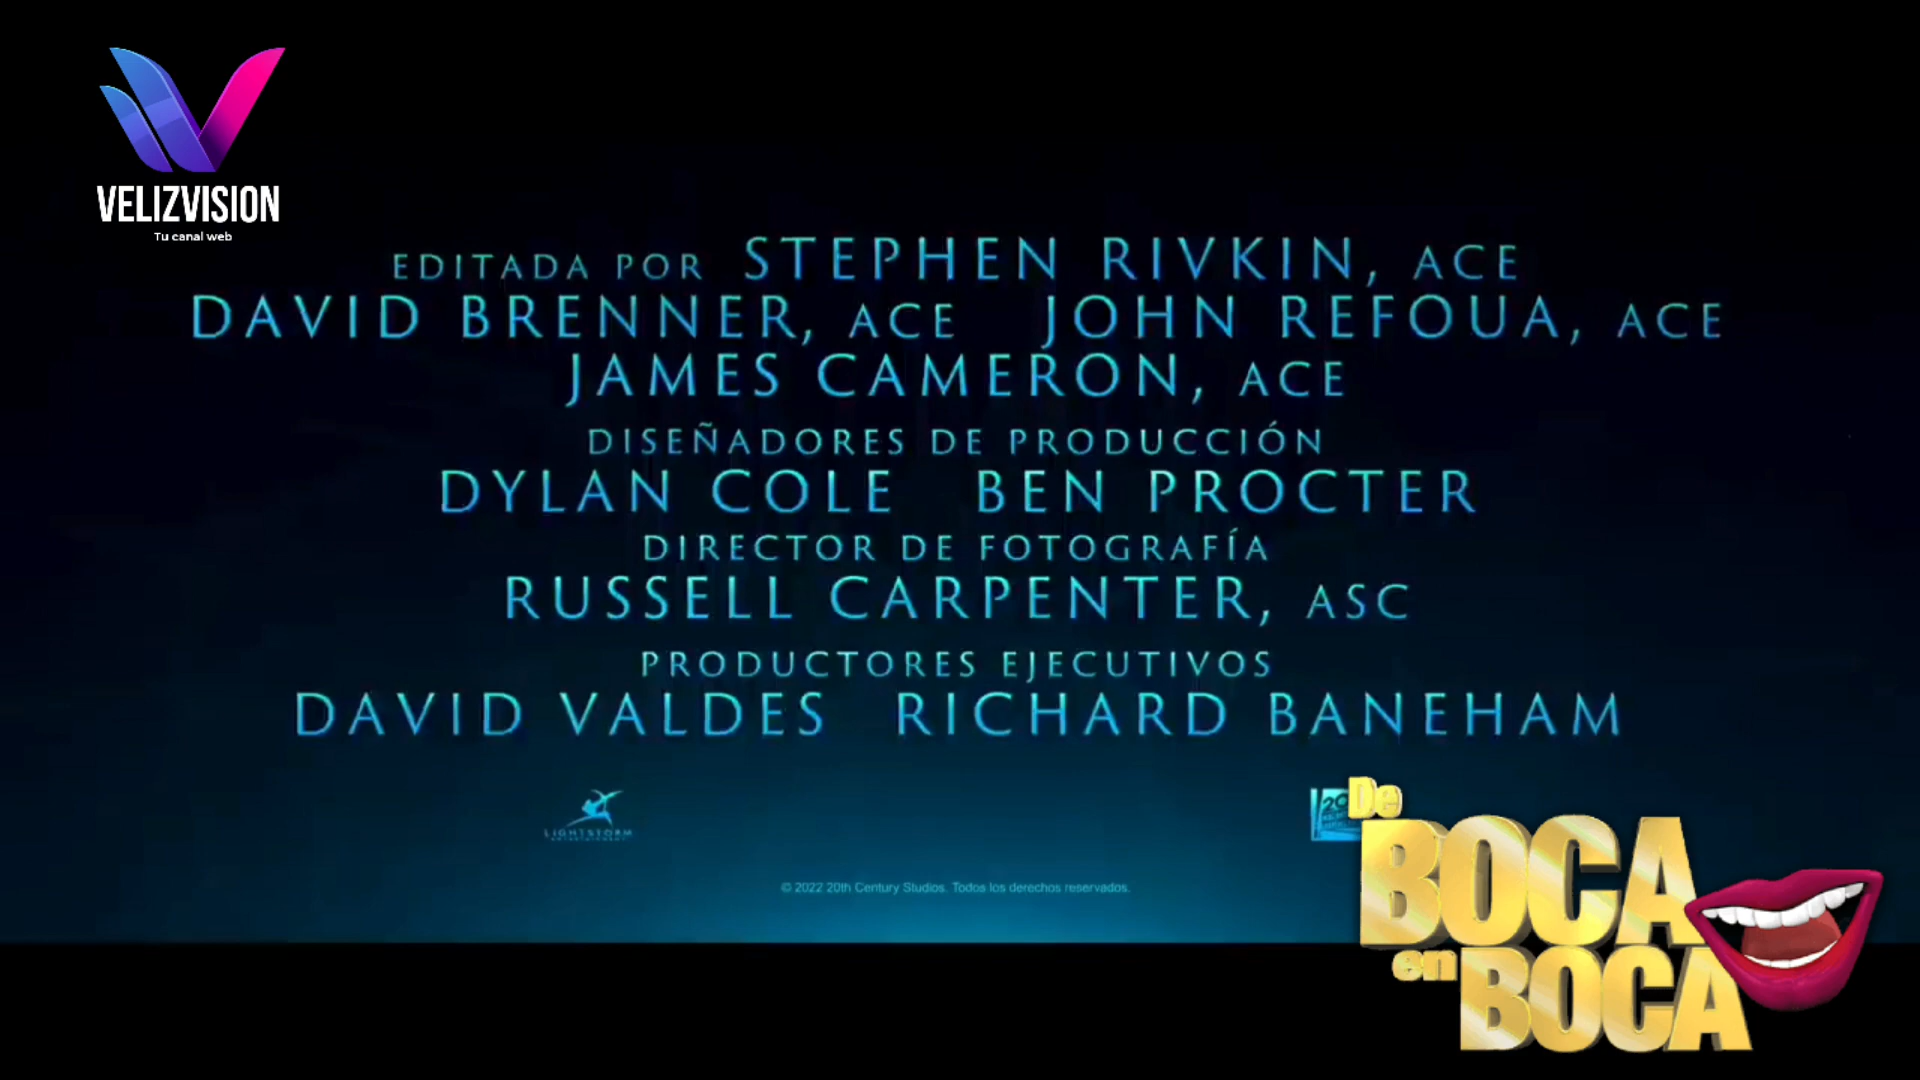 VELIZVISION
Tu canal web
EDITADA POR STEPHEN RIVKIN, ACE
DAVID BRENNER, ACE JOHN REFOUA, ACE
JAMES CAMERON, ACE
DISEÑADORES DE PRODUCCIÓN
DYLAN COLE BEN PROCTER
DIRECTOR DE FOTOGRAFÍA
RUSSELL CARPENTER, ASC
PRODUCTORES EJECUTIVOS
DAVID VALDES RICHARD BANEHAM
LIGHTSTORM
ENTERTAINMENT
20
© 2022 20th Century Studios. Todos los derechos reservados.
De
BOCA
en
BOCA